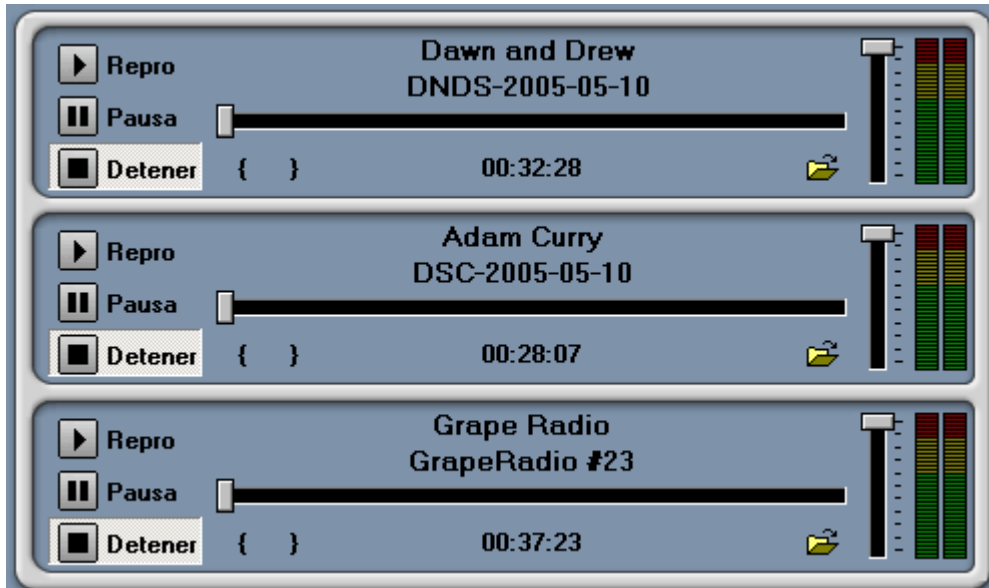 Dawn and Drew
DNDS-2005-05-10
Repro
Pausa
Detener { } 00:32:28
Adam Curry
DSC-2005-05-10
Repro
Pausa
Detener { } 00:28:07
Grape Radio
GrapeRadio #23
Repro
Pausa
Detener { } 00:37:23